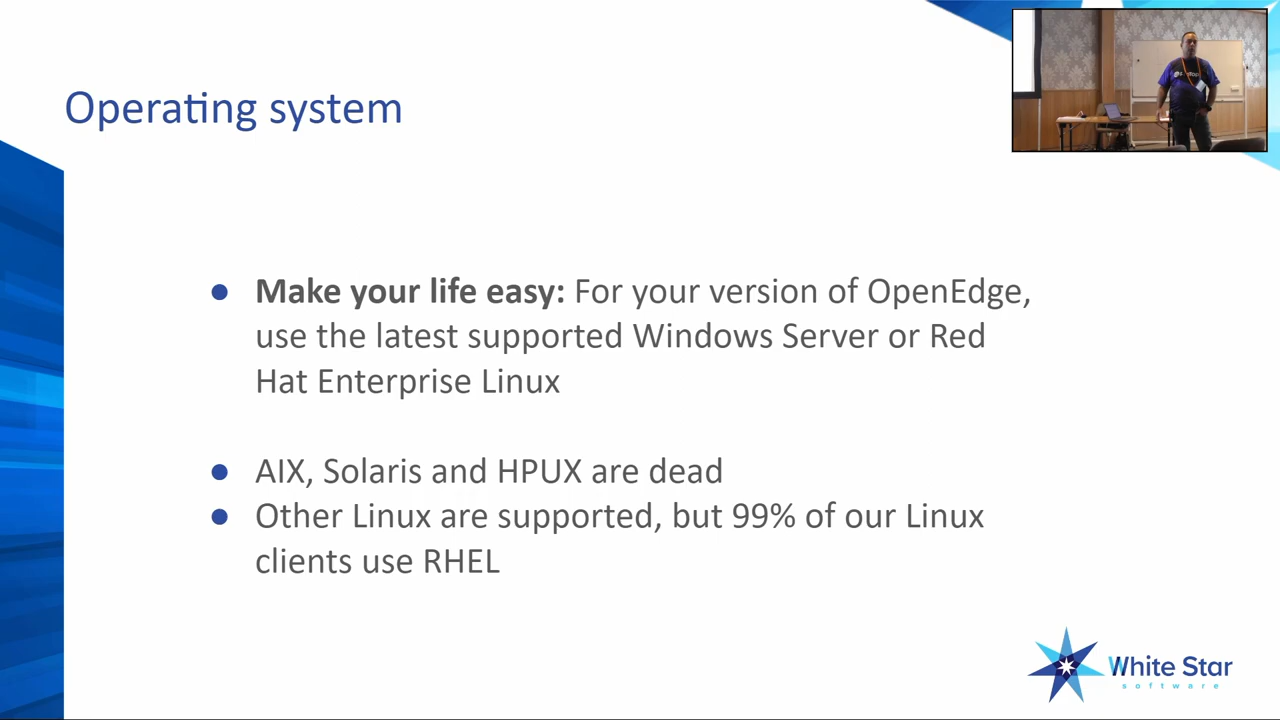 Operating system
● Make your life easy: For your version of OpenEdge,
use the latest supported Windows Server or Red
Hat Enterprise Linux
● AIX, Solaris and HPUX are dead
● Other Linux are supported, but 99% of our Linux
clients use RHEL
White Star
software